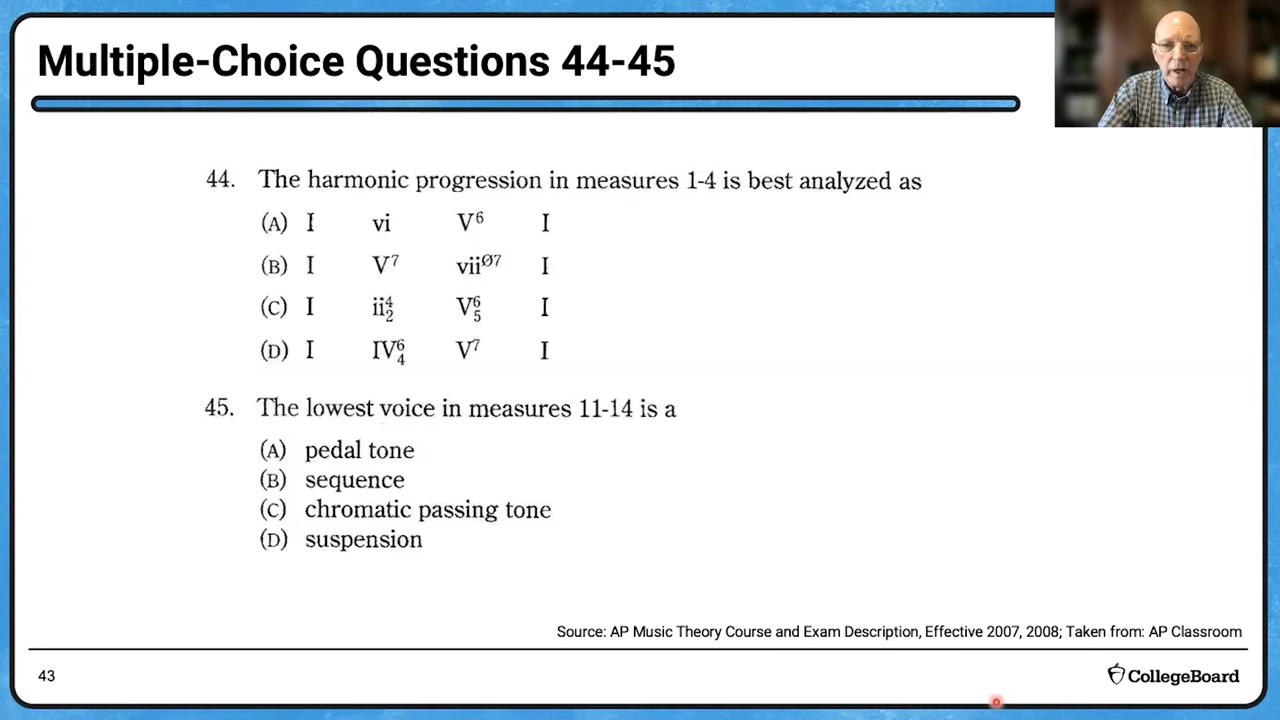 Multiple-Choice Questions 44-45
44. The harmonic progression in measures 1-4 is best analyzed as
(A) I vi V⁶ I
(B) I V⁷ vii⌀⁷ I
(C) I ii⁴₂ V⁶₅ I
(D) I IV⁶₄ V⁷ I
45. The lowest voice in measures 11-14 is a
(A) pedal tone
(B) sequence
(C) chromatic passing tone
(D) suspension
Source: AP Music Theory Course and Exam Description, Effective 2007, 2008; Taken from: AP Classroom
43
CollegeBoard